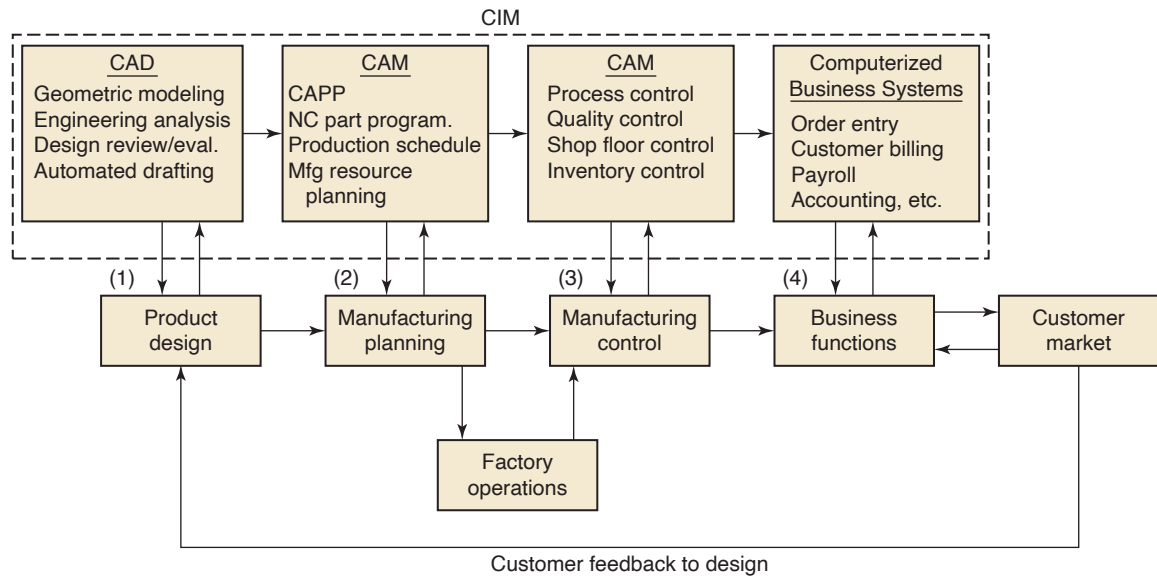 CIM
CAD
Geometric modeling
Engineering analysis
Design review/eval.
Automated drafting
CAM
CAPP
NC part program.
Production schedule
Mfg resource
planning
CAM
Process control
Quality control
Shop floor control
Inventory control
Computerized
Business Systems
Order entry
Customer billing
Payroll
Accounting, etc.
(1)
Product
design
(2)
Manufacturing
planning
(3)
Manufacturing
control
(4)
Business
functions
Customer
market
Factory
operations
Customer feedback to design